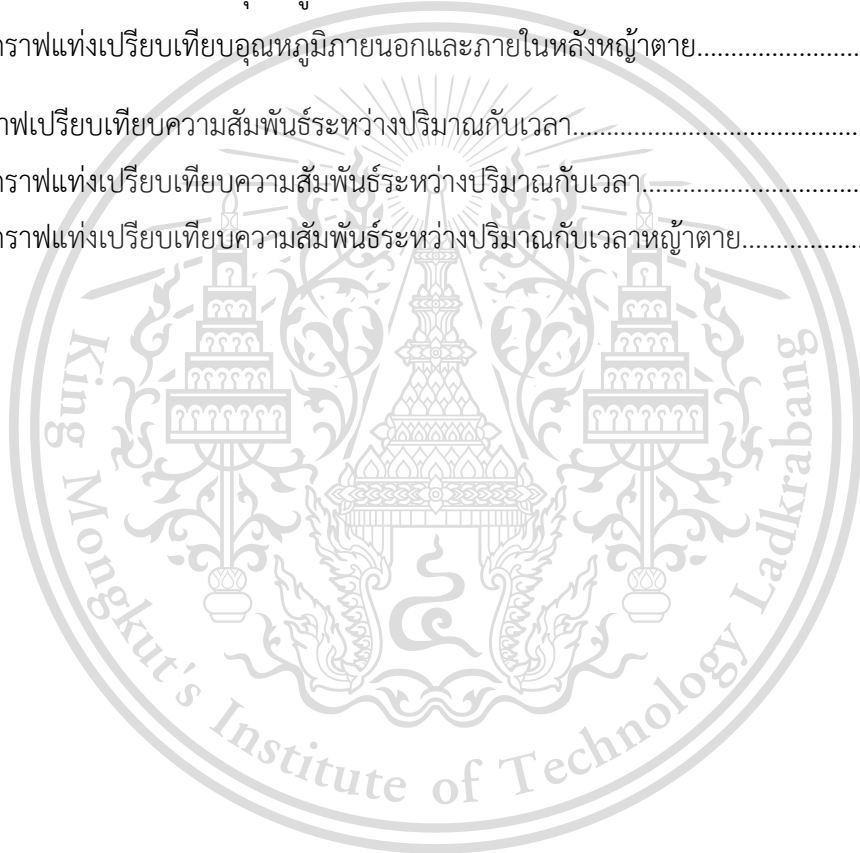 ราฟแท่งเปรียบเทียบอุณหภูมิภายนอกและภายในหลังหญ้าตาย
าฟเปรียบเทียบความสัมพันธ์ระหว่างปริมาณกับเวลา
ราฟแท่งเปรียบเทียบความสัมพันธ์ระหว่างปริมาณกับเวลา
ราฟแท่งเปรียบเทียบความสัมพันธ์ระหว่างปริมาณกับเวลาหญ้าตาย
King Mongkut's Institute of Technology Ladkrabang